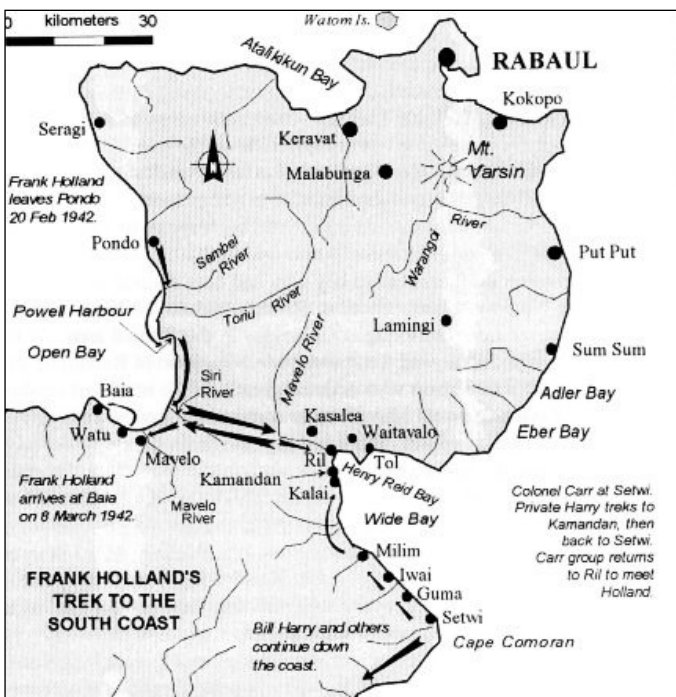 0 kilometers 30
Watom Is.
Atalikikun Bay
RABAUL
Kokopo
Seragi
Keravat
Mt.
Varsin
Malabunga
Frank Holland
leaves Pondo
20 Feb 1942.
Pondo
Sambei
River
River
Warangoi
Put Put
Powell Harbour
Toriu River
Open Bay
Lamingi
Mavelo River
Sum Sum
Siri
River
Baia
Adler Bay
Kasalea
Waitavalo
Eber Bay
Watu
Mavelo
Ril
Tol
Kamandan
Henry Reid Bay
Kalai
Frank Holland
arrives at Baia
on 8 March 1942.
Mavelo
River
Wide Bay
Colonel Carr at Setwi.
Private Harry treks to
Kamandan, then
back to Setwi.
Carr group returns
to Ril to meet
Holland.
Milim
Iwai
Guma
Setwi
FRANK HOLLAND'S
TREK TO THE
SOUTH COAST
Bill Harry and others
continue down
the coast.
Cape Comoran